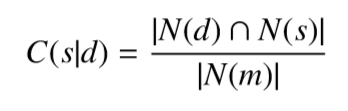 C(s|d) = |N(d) ∩ N(s)| / |N(m)|